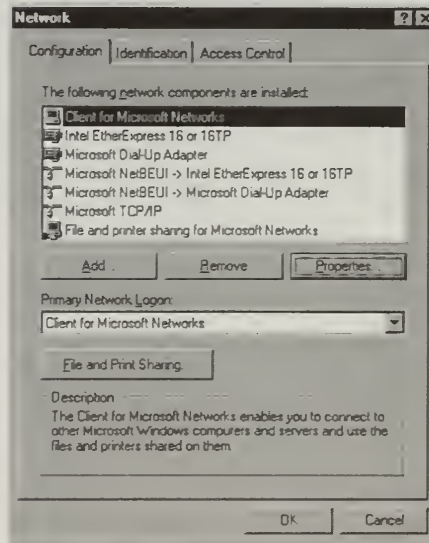 Network
Configuration Identification Access Control
The following network components are installed:
Client for Microsoft Networks
Intel EtherExpress 16 or 16TP
Microsoft Dial-Up Adapter
Microsoft NetBEUI -> Intel EtherExpress 16 or 16TP
Microsoft NetBEUI -> Microsoft Dial-Up Adapter
Microsoft TCP/IP
File and printer sharing for Microsoft Networks
Add... Remove Properties
Primary Network Logon:
Client for Microsoft Networks
File and Print Sharing...
Description
The Client for Microsoft Networks enables you to connect to
other Microsoft Windows computers and servers and use the
files and printers shared on them
OK Cancel